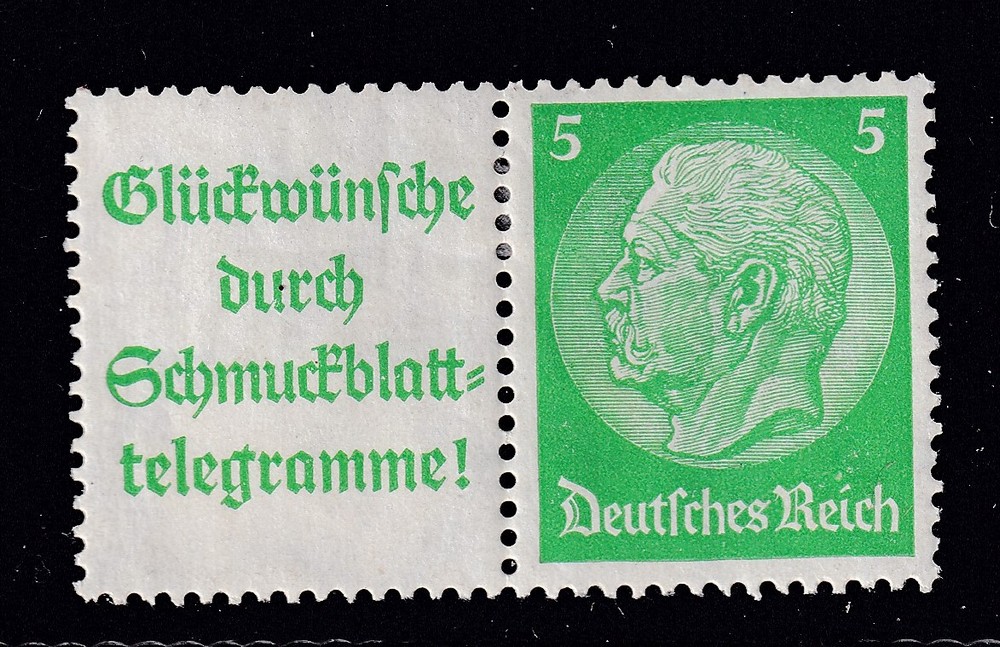 Glückwünsche
durch
Schmuckblatt-
telegramme!
5 5
Deutsches Reich